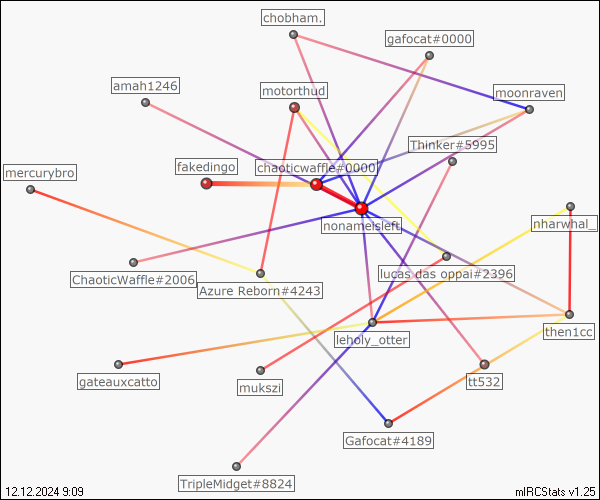 chobham.
gafocat#0000
amah1246
motorthud
moonraven
Thinker#5995
fakedingo
chaoticwaffle#0000
mercurybro
nonameisleft
nharwhal_
ChaoticWaffle#2006
Azure Reborn#4243
lucas das oppai#2396
leholy_otter
then1cc
gateauxcatto
mukszi
tt532
Gafocat#4189
TripleMidget#8824
12.12.2024 9:09
mIRCStats v1.25